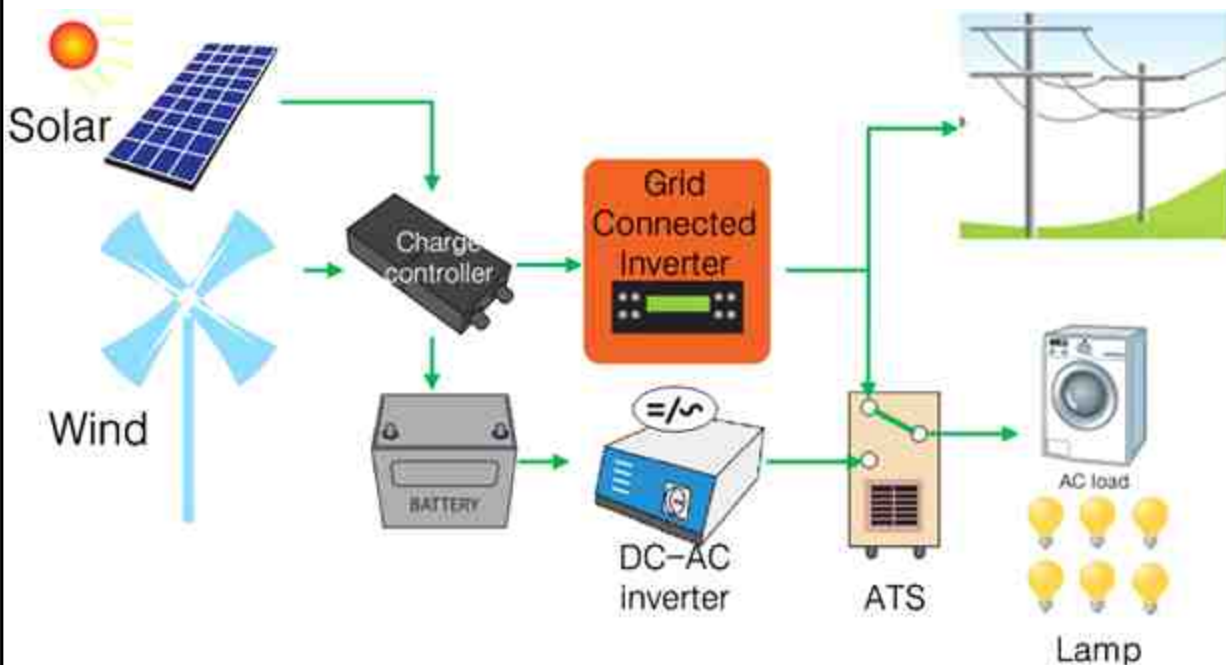 Solar
Wind
Charge
controller
Grid
Connected
Inverter
BATTERY
=/~
DC-AC
inverter
ATS
AC load
Lamp